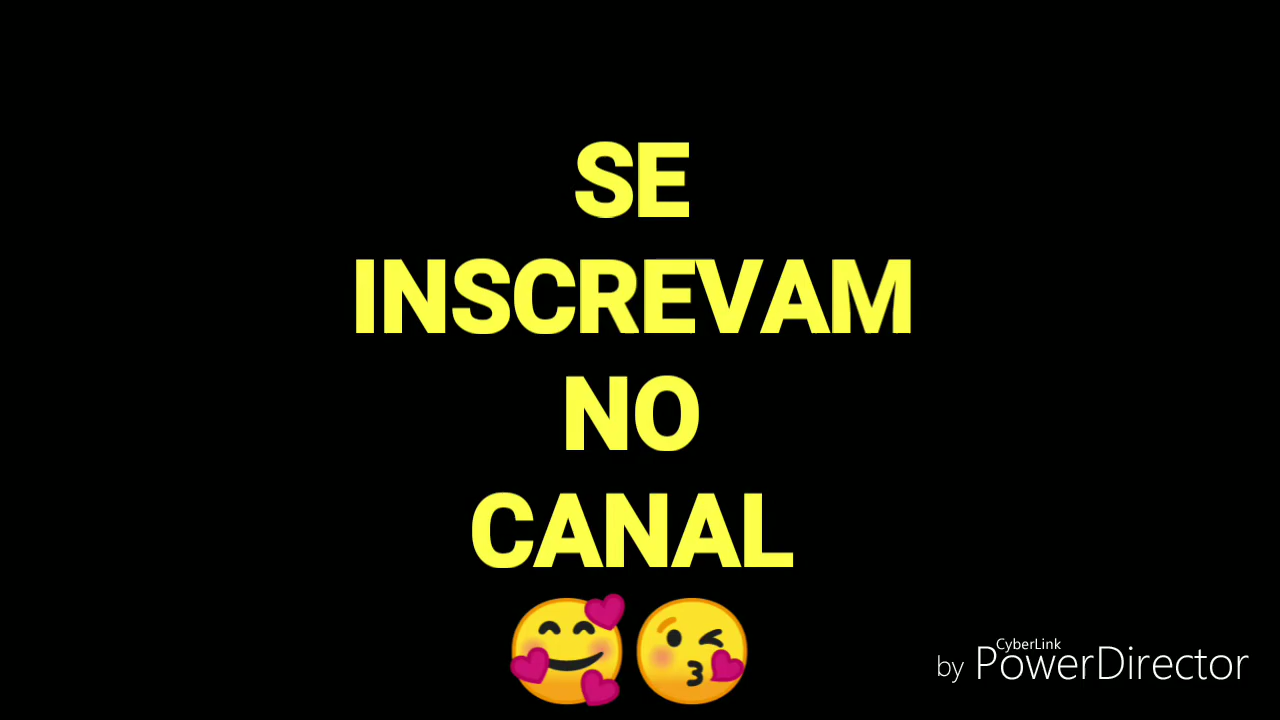 SE
INSCREVAM
NO
CANAL
🥰😘
CyberLink
by PowerDirector